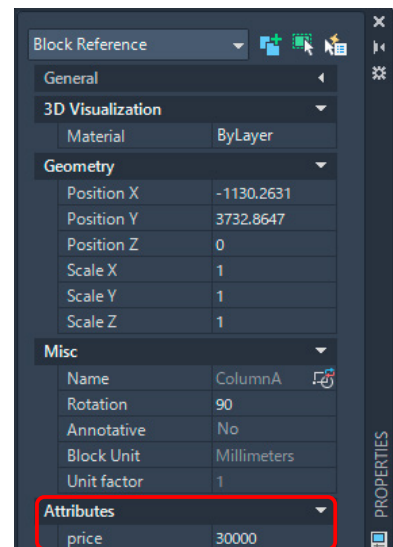 Block Reference
General
3D Visualization
Material ByLayer
Geometry
Position X -1130.2631
Position Y 3732.8647
Position Z 0
Scale X 1
Scale Y 1
Scale Z 1
Misc
Name ColumnA
Rotation 90
Annotative No
Block Unit Millimeters
Unit factor 1
Attributes
price 30000
PROPERTIES